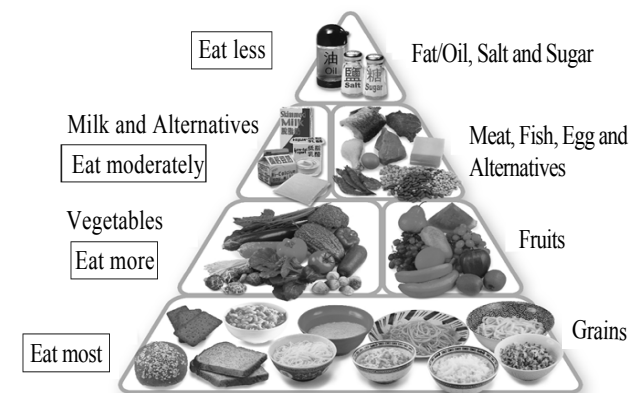 Eat less
油
Oil
鹽
Salt
糖
Sugar
Fat/Oil, Salt and Sugar
Milk and Alternatives
Eat moderately
Meat, Fish, Egg and
Alternatives
Vegetables
Eat more
Fruits
Eat most
Grains